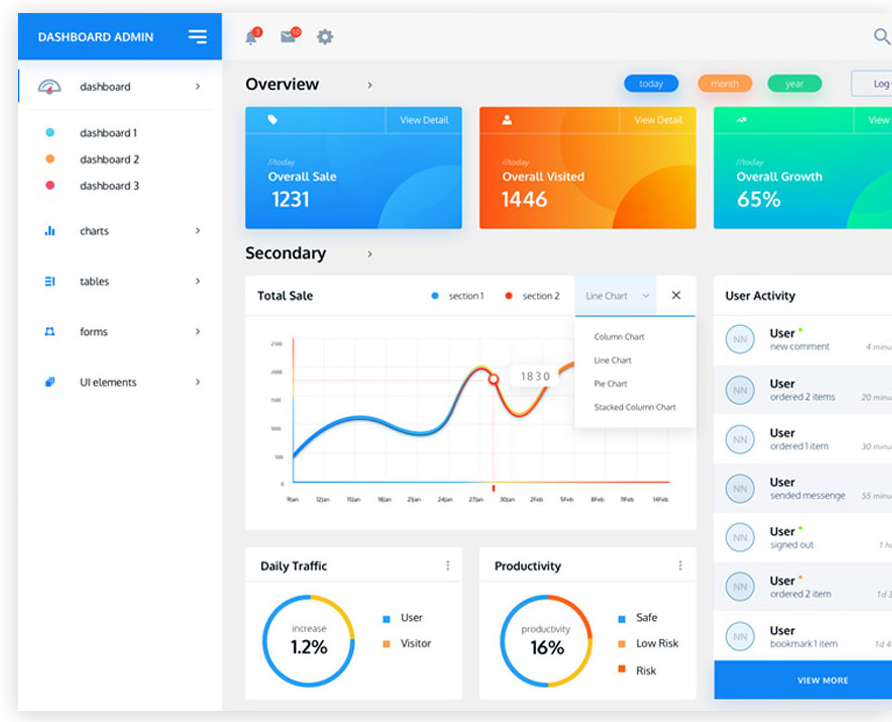 DASHBOARD ADMIN
3
10
dashboard
dashboard 1
dashboard 2
dashboard 3
charts
tables
forms
UI elements
Overview
today
month
year
Log
View Detail
//today
Overall Sale
1231
View Detail
//today
Overall Visited
1446
View
//today
Overall Growth
65%
Secondary
Total Sale
section 1
section 2
Line Chart
Column Chart
Line Chart
Pie Chart
Stacked Column Chart
2500
2000
1500
1000
500
0
1830
9Jan 12Jan 15Jan 18Jan 21Jan 24Jan 27Jan 30Jan 2Feb 5Feb 8Feb 11Feb 14Feb
User Activity
NN
User
new comment
4 minu
NN
User
ordered 2 items
20 minu
NN
User
ordered 1 item
30 minu
NN
User
sended messenge
55 minu
NN
User
signed out
1 h
NN
User
ordered 2 item
1d 3
NN
User
bookmark 1 item
1d 4
VIEW MORE
Daily Traffic
increase
1.2%
User
Visitor
Productivity
productivity
16%
Safe
Low Risk
Risk